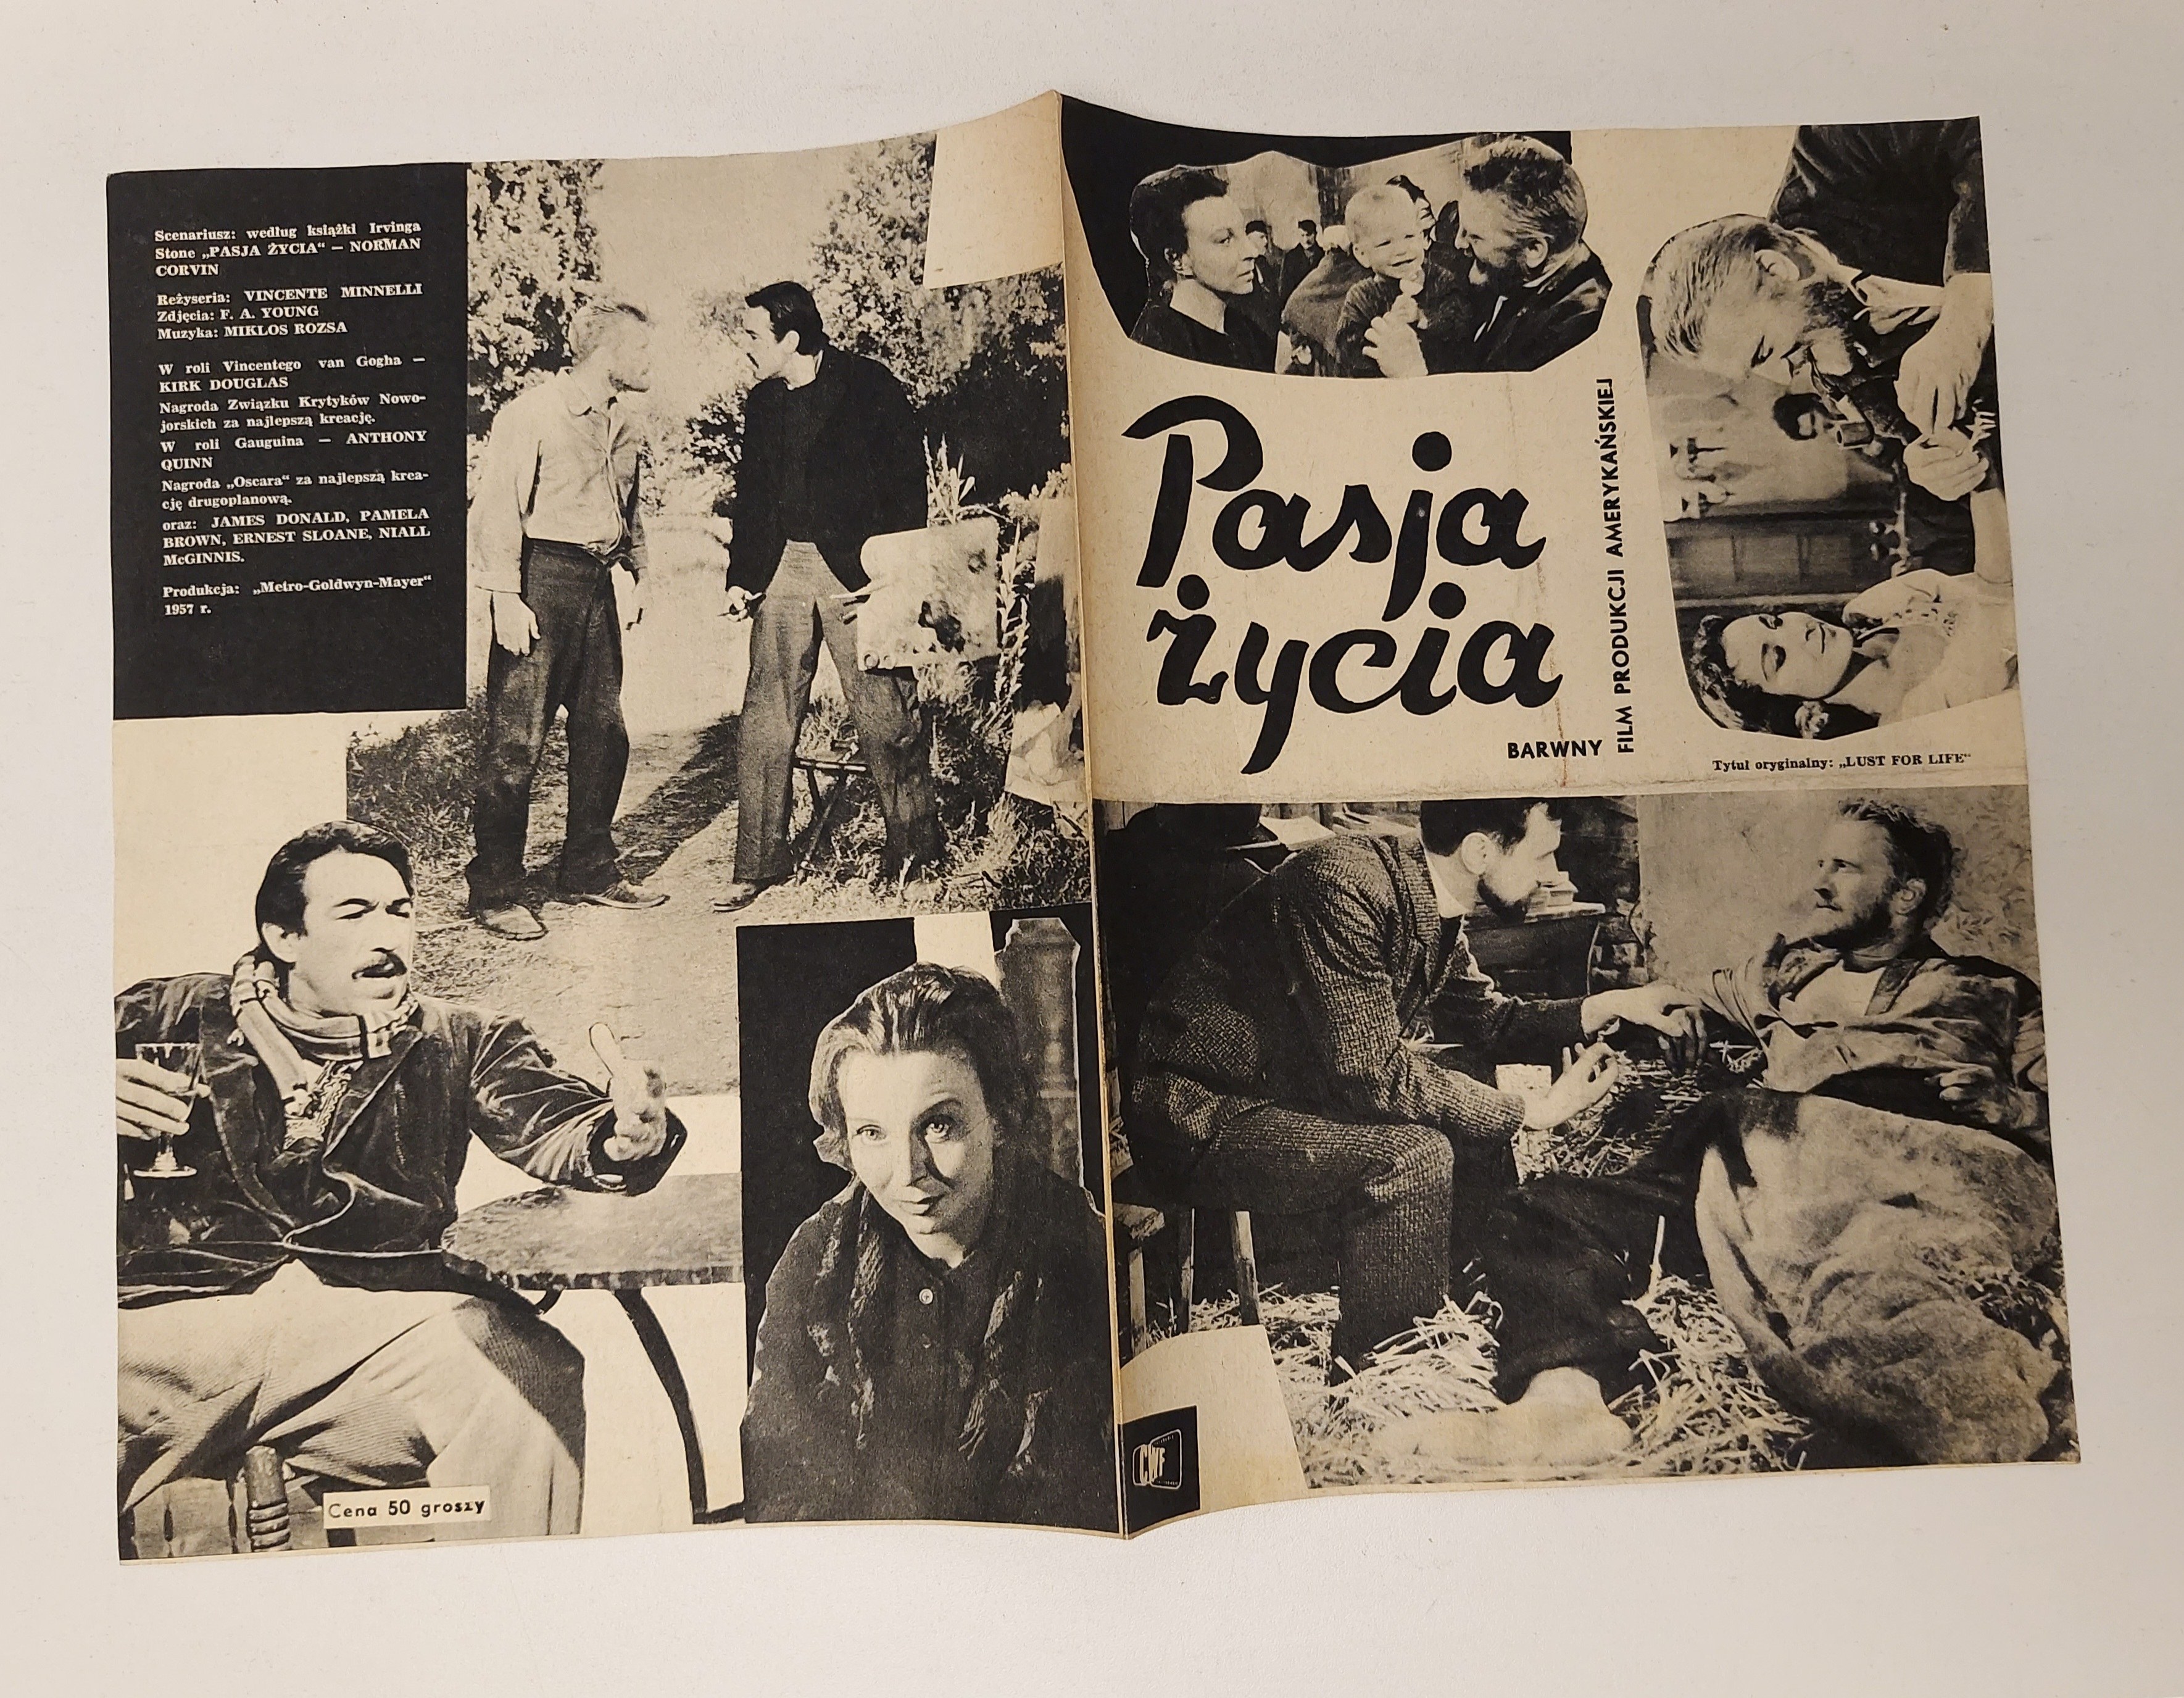 Scenariusz: według książki Irvinga
Stone „PASJA ŻYCIA“ — NORMAN
CORVIN
Reżyseria: VINCENTE MINNELLI
Zdjęcia: F. A. YOUNG
Muzyka: MIKLOS ROZSA
W roli Vincentego van Gogha —
KIRK DOUGLAS
Nagroda Związku Krytyków Nowo-
jorskich za najlepszą kreację.
W roli Gauguina — ANTHONY
QUINN
Nagroda „Oscara“ za najlepszą krea-
cję drugoplanową.
oraz: JAMES DONALD, PAMELA
BROWN, ERNEST SLOANE, NIALL
McGINNIS.
Produkcja: „Metro-Goldwyn-Mayer“
1957 r.
Cena 50 groszy
Pasja
życia
BARWNY
FILM PRODUKCJI AMERYKAŃSKIEJ
Tytuł oryginalny: „LUST FOR LIFE“
CWF